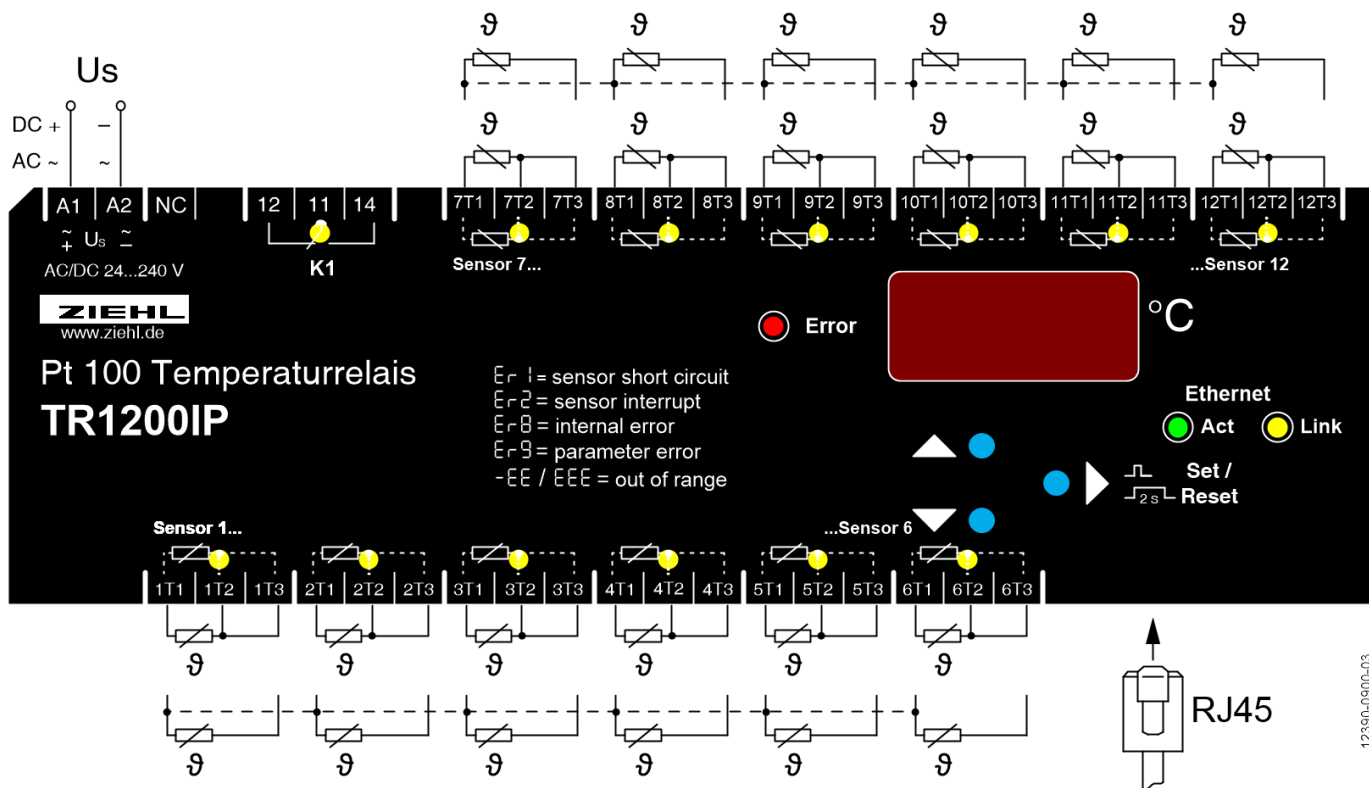 ϑ ϑ ϑ ϑ ϑ ϑ
Us
DC + –
AC ~ ~
ϑ ϑ ϑ ϑ ϑ ϑ
A1 A2 NC 12 11 14 7T1 7T2 7T3 8T1 8T2 8T3 9T1 9T2 9T3 10T1 10T2 10T3 11T1 11T2 11T3 12T1 12T2 12T3
~ + Us ~ –
AC/DC 24...240 V
K1
Sensor 7...
...Sensor 12
ZIEHL
www.ziehl.de
Error
°C
Pt 100 Temperaturrelais
TR1200IP
Er1 = sensor short circuit
Er2 = sensor interrupt
Er8 = internal error
Er9 = parameter error
-EE / EEE = out of range
Ethernet
Act Link
Set /
2 s Reset
Sensor 1...
...Sensor 6
1T1 1T2 1T3 2T1 2T2 2T3 3T1 3T2 3T3 4T1 4T2 4T3 5T1 5T2 5T3 6T1 6T2 6T3
ϑ ϑ ϑ ϑ ϑ ϑ
RJ45
ϑ ϑ ϑ ϑ ϑ ϑ
12390-0900-03